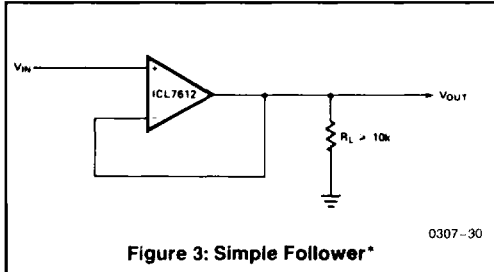 VIN
+
ICL7612
−
VOUT
RL > 10k
0307-30
Figure 3: Simple Follower*